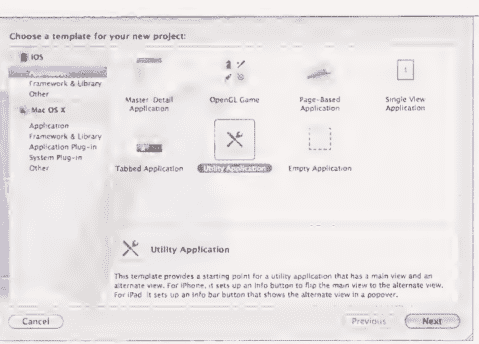 Choose a template for your new project:
iOS
Framework & Library
Other
Mac OS X
Application
Framework & Library
Application Plug-in
System Plug-in
Other
Master-Detail
Application
OpenGL Game
Page-Based
Application
1
Single View
Application
Tabbed Application
Utility Application
Empty Application
Utility Application
This template provides a starting point for a utility application that has a main view and an
alternate view. For iPhone, it sets up an Info button to flip the main view to the alternate view.
For iPad, it sets up an Info bar button that shows the alternate view in a popover.
Cancel
Previous
Next